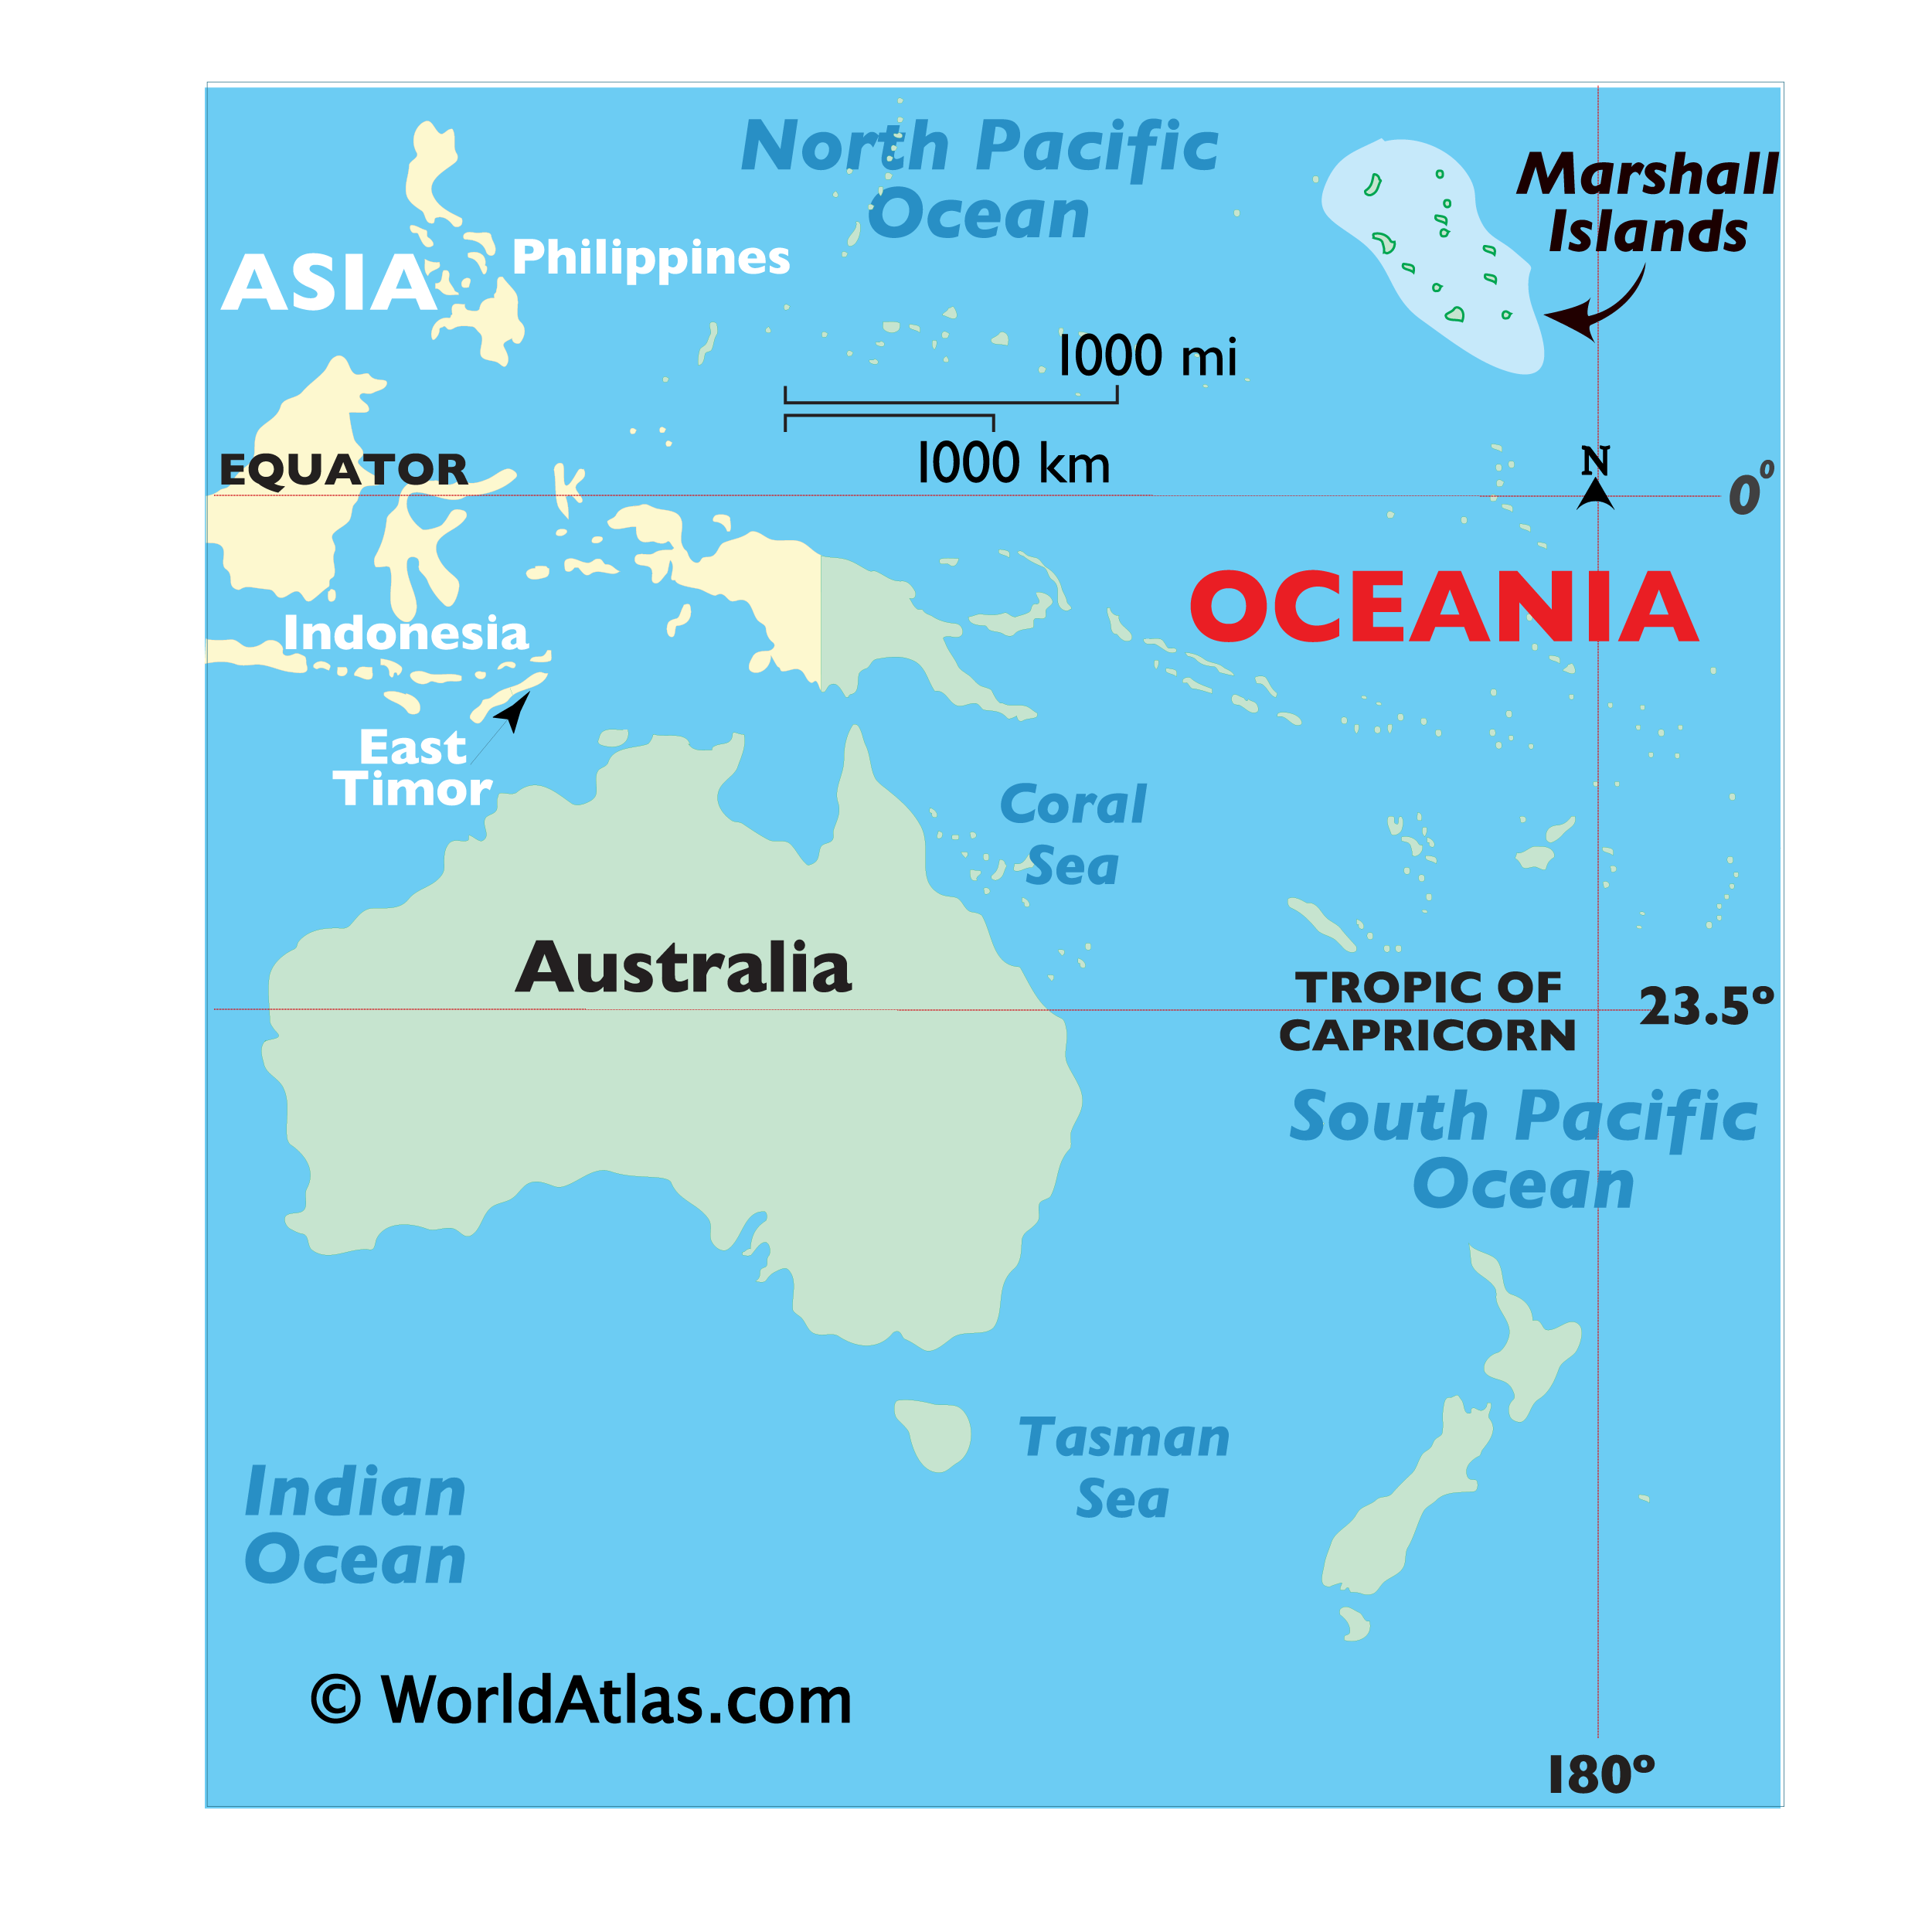 North Pacific
Ocean
Marshall
Islands
ASIA
Philippines
1000 mi
1000 km
EQUATOR
N
0°
OCEANIA
Indonesia
East
Timor
Coral
Sea
Australia
TROPIC OF
CAPRICORN
23.5°
South Pacific
Ocean
Tasman
Sea
Indian
Ocean
© WorldAtlas.com
180°